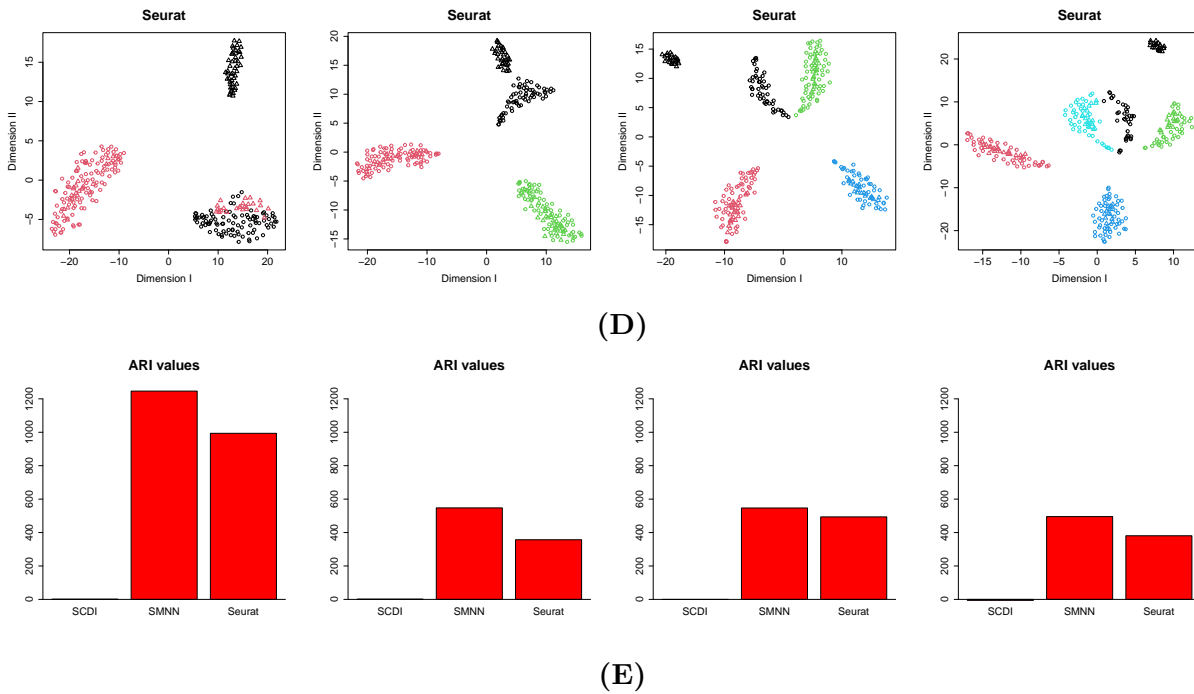 Seurat Seurat Seurat Seurat
Dimension II
15
10
5
0
−5
−20 −10 0 10 20
Dimension I
Dimension II
20
15
10
5
0
−5
−10
−15
−20 −10 0 10
Dimension I
Dimension II
15
10
5
0
−5
−10
−15
−20 −10 0 10
Dimension I
Dimension II
20
10
0
−10
−20
−15 −10 −5 0 5 10
Dimension I
(D)
ARI values ARI values ARI values ARI values
1200
1000
800
600
400
200
0
SCDI SMNN Seurat
1200
1000
800
600
400
200
0
SCDI SMNN Seurat
1200
1000
800
600
400
200
0
SCDI SMNN Seurat
1200
1000
800
600
400
200
0
SCDI SMNN Seurat
(E)